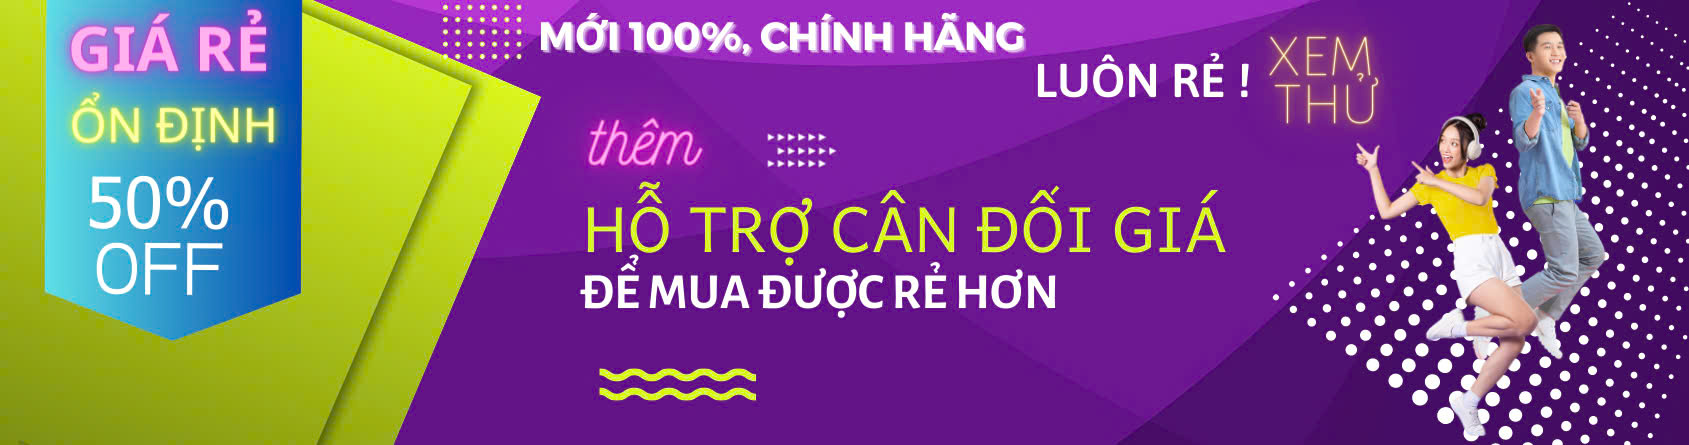 GIÁ RẺ
ỔN ĐỊNH
50%
OFF
MỚI 100%, CHÍNH HÃNG
LUÔN RẺ !
XEM
THỬ
thêm
HỖ TRỢ CÂN ĐỐI GIÁ
ĐỂ MUA ĐƯỢC RẺ HƠN